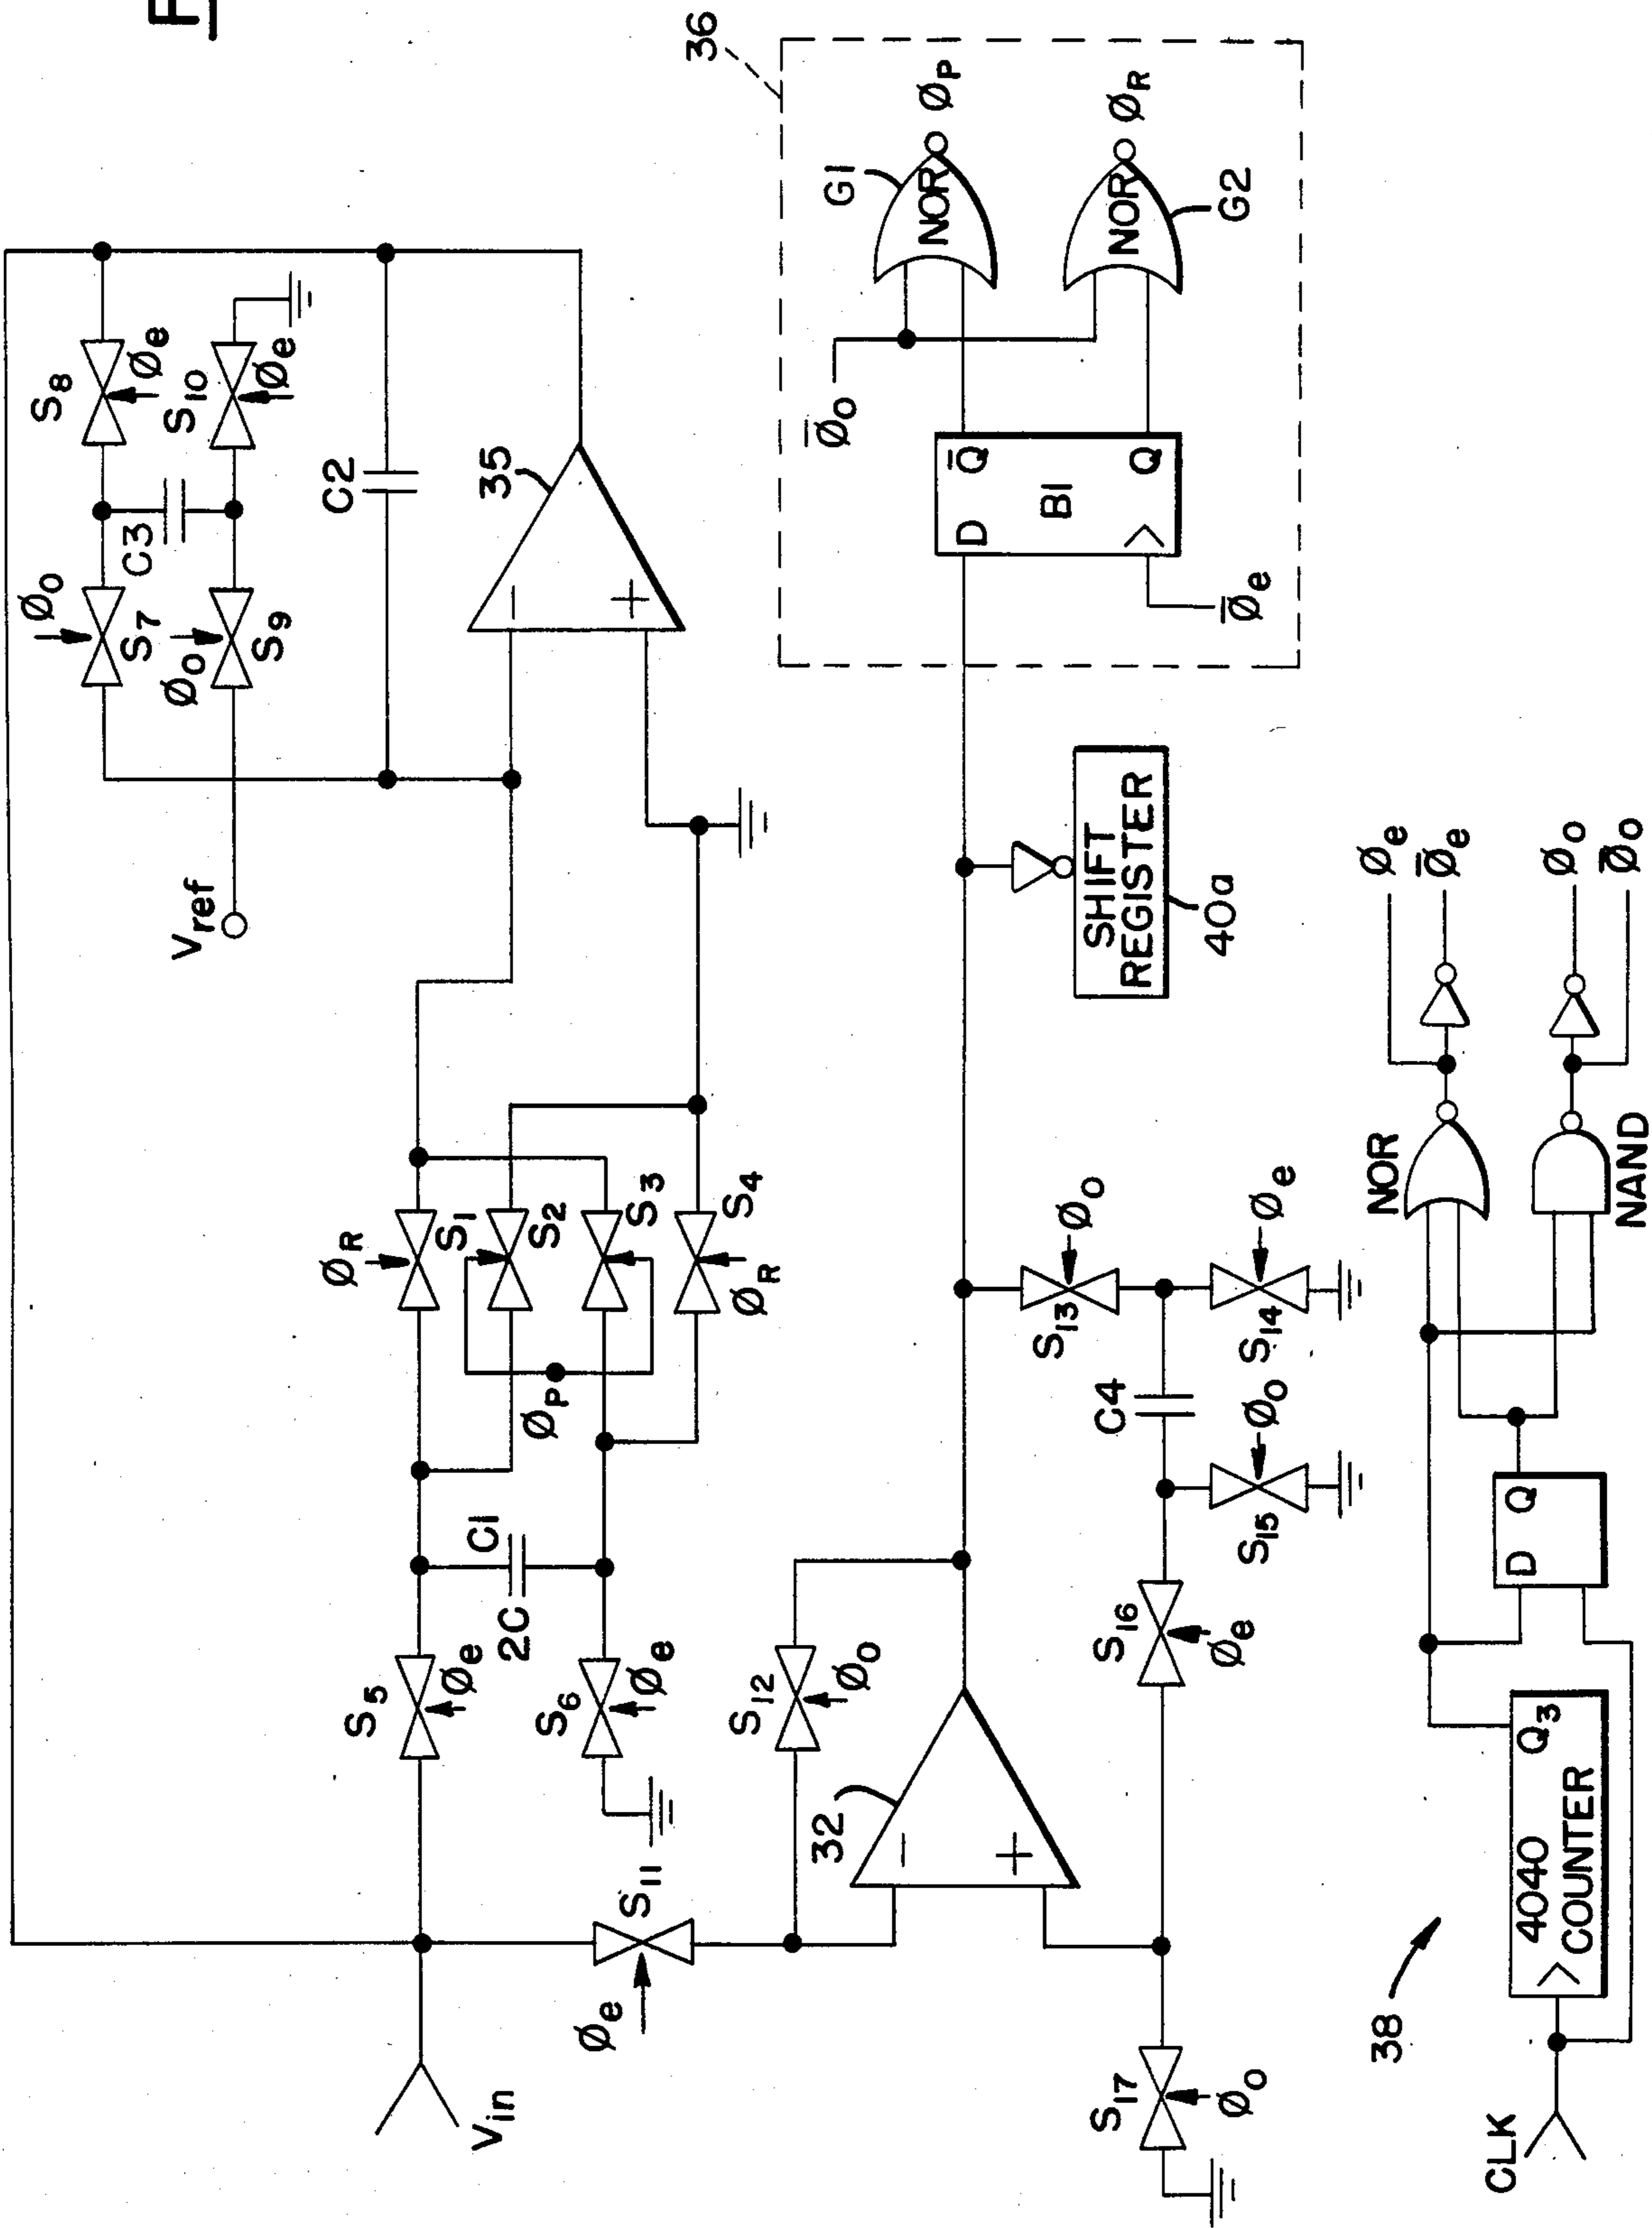 F
36
S8
Øe
S10
Øe
Øo
S7
C3
Øo
S9
C2
35
−
+
Vref
G1
NOR
ØP
NOR
ØR
G2
Ø̅o
D
Q̅
B1
Q
Ø̅e
SHIFT
REGISTER
40a
ØR
S1
S2
S3
S4
ØR
ØP
C1
2C
S5
Øe
S6
Øe
S11
Øe
Vin
S12
Øo
32
−
+
S13
Øo
S14
Øe
C4
S15
Øo
S16
Øe
S17
Øo
38
CLK
4040
COUNTER
Q3
D
Q
NOR
NAND
Øe
Ø̅e
Øo
Ø̅o